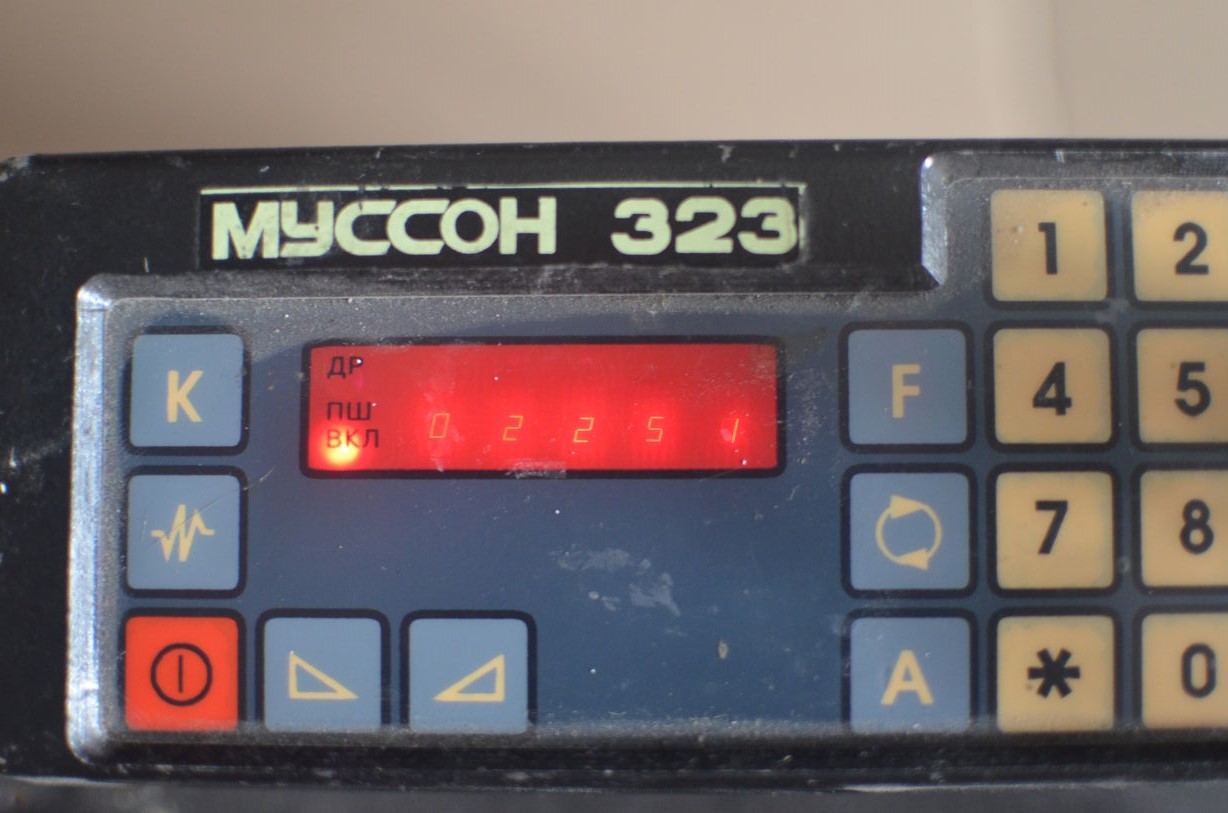 МУССОН 323
1 2
ДР
К F 4 5
ПШ
ВКЛ 0 2 2 5 1
7 8
А * 0